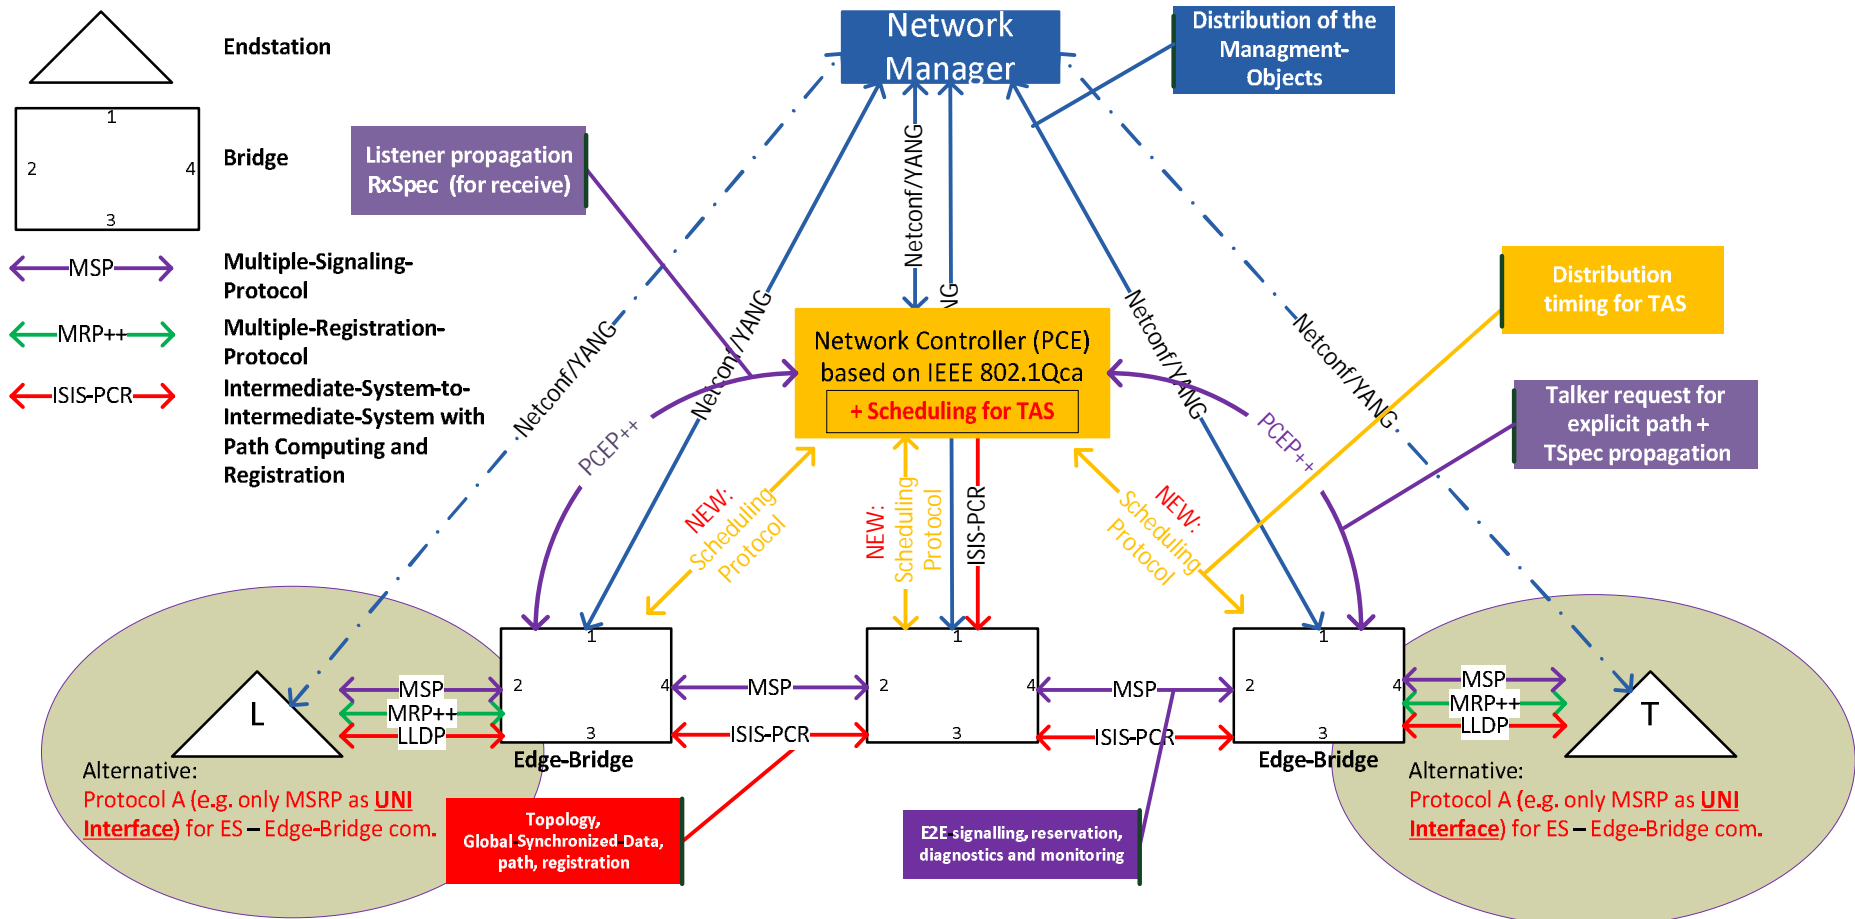 Endstation
1
2
4
3
Bridge
MSP
Multiple-Signaling-
Protocol
MRP++
Multiple-Registration-
Protocol
ISIS-PCR
Intermediate-System-to-
Intermediate-System with
Path Computing and
Registration
Network
Manager
Distribution of the
Managment-
Objects
Listener propagation
RxSpec (for receive)
Netconf/YANG
Netconf/YANG
Netconf/YANG
NG
Netconf/YANG
Netconf/YANG
Distribution
timing for TAS
Talker request for
explicit path +
TSpec propagation
Network Controller (PCE)
based on IEEE 802.1Qca
+ Scheduling for TAS
PCEP++
PCEP++
NEW:
Scheduling
Protocol
NEW:
Scheduling
Protocol
ISIS-PCR
NEW:
Scheduling
Protocol
L
MSP
MRP++
LLDP
1
2
4
3
Edge-Bridge
MSP
ISIS-PCR
1
2
4
3
MSP
ISIS-PCR
1
2
4
3
Edge-Bridge
MSP
MRP++
LLDP
T
Alternative:
Protocol A (e.g. only MSRP as UNI
Interface) for ES – Edge-Bridge com.
Topology,
Global-Synchronized-Data,
path, registration
E2E-signalling, reservation,
diagnostics and monitoring
Alternative:
Protocol A (e.g. only MSRP as UNI
Interface) for ES – Edge-Bridge com.